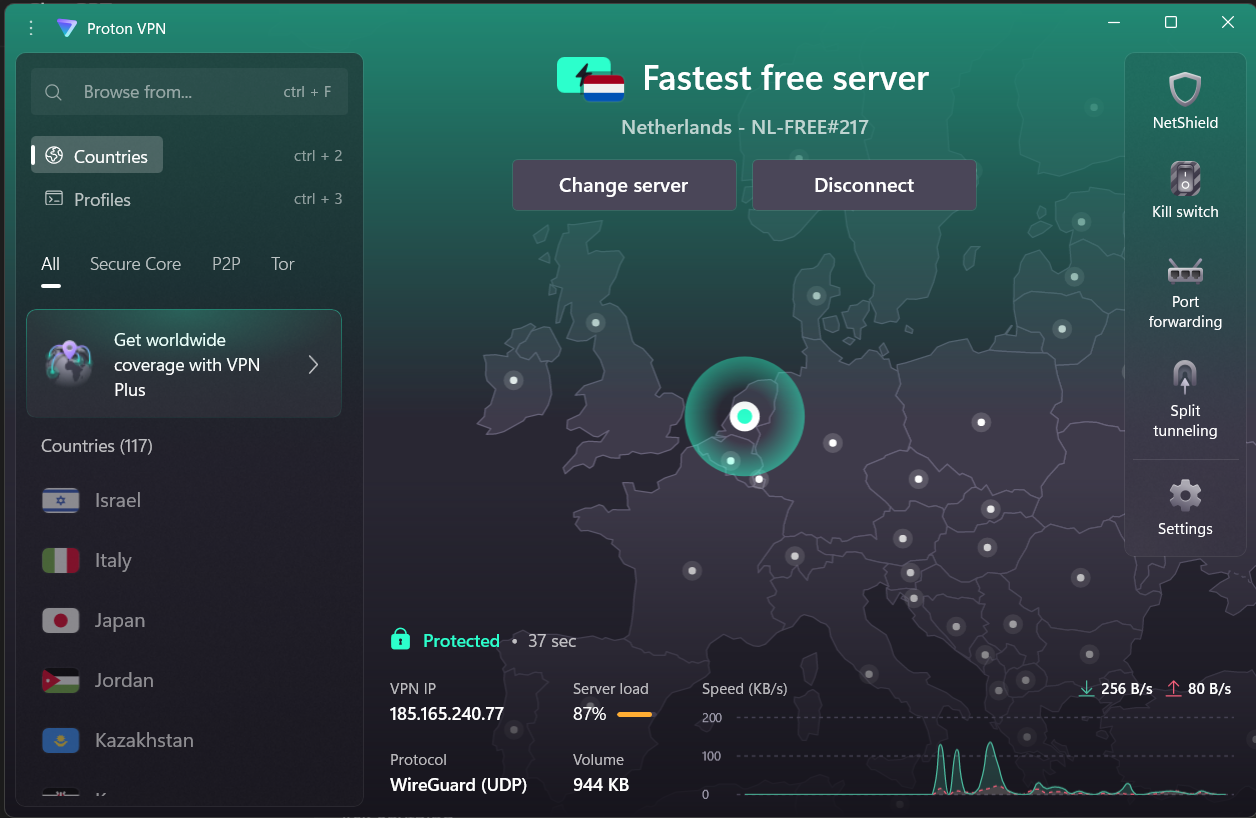 Proton VPN
Browse from...
ctrl + F
Countries
ctrl + 2
Profiles
ctrl + 3
All
Secure Core
P2P
Tor
Get worldwide
coverage with VPN
Plus
Countries (117)
Israel
Italy
Japan
Jordan
Kazakhstan
Fastest free server
Netherlands - NL-FREE#217
Change server
Disconnect
Protected • 37 sec
VPN IP
185.165.240.77
Server load
87%
Protocol
WireGuard (UDP)
Volume
944 KB
Speed (KB/s)
256 B/s
80 B/s
200
100
0
NetShield
Kill switch
Port
forwarding
Split
tunneling
Settings